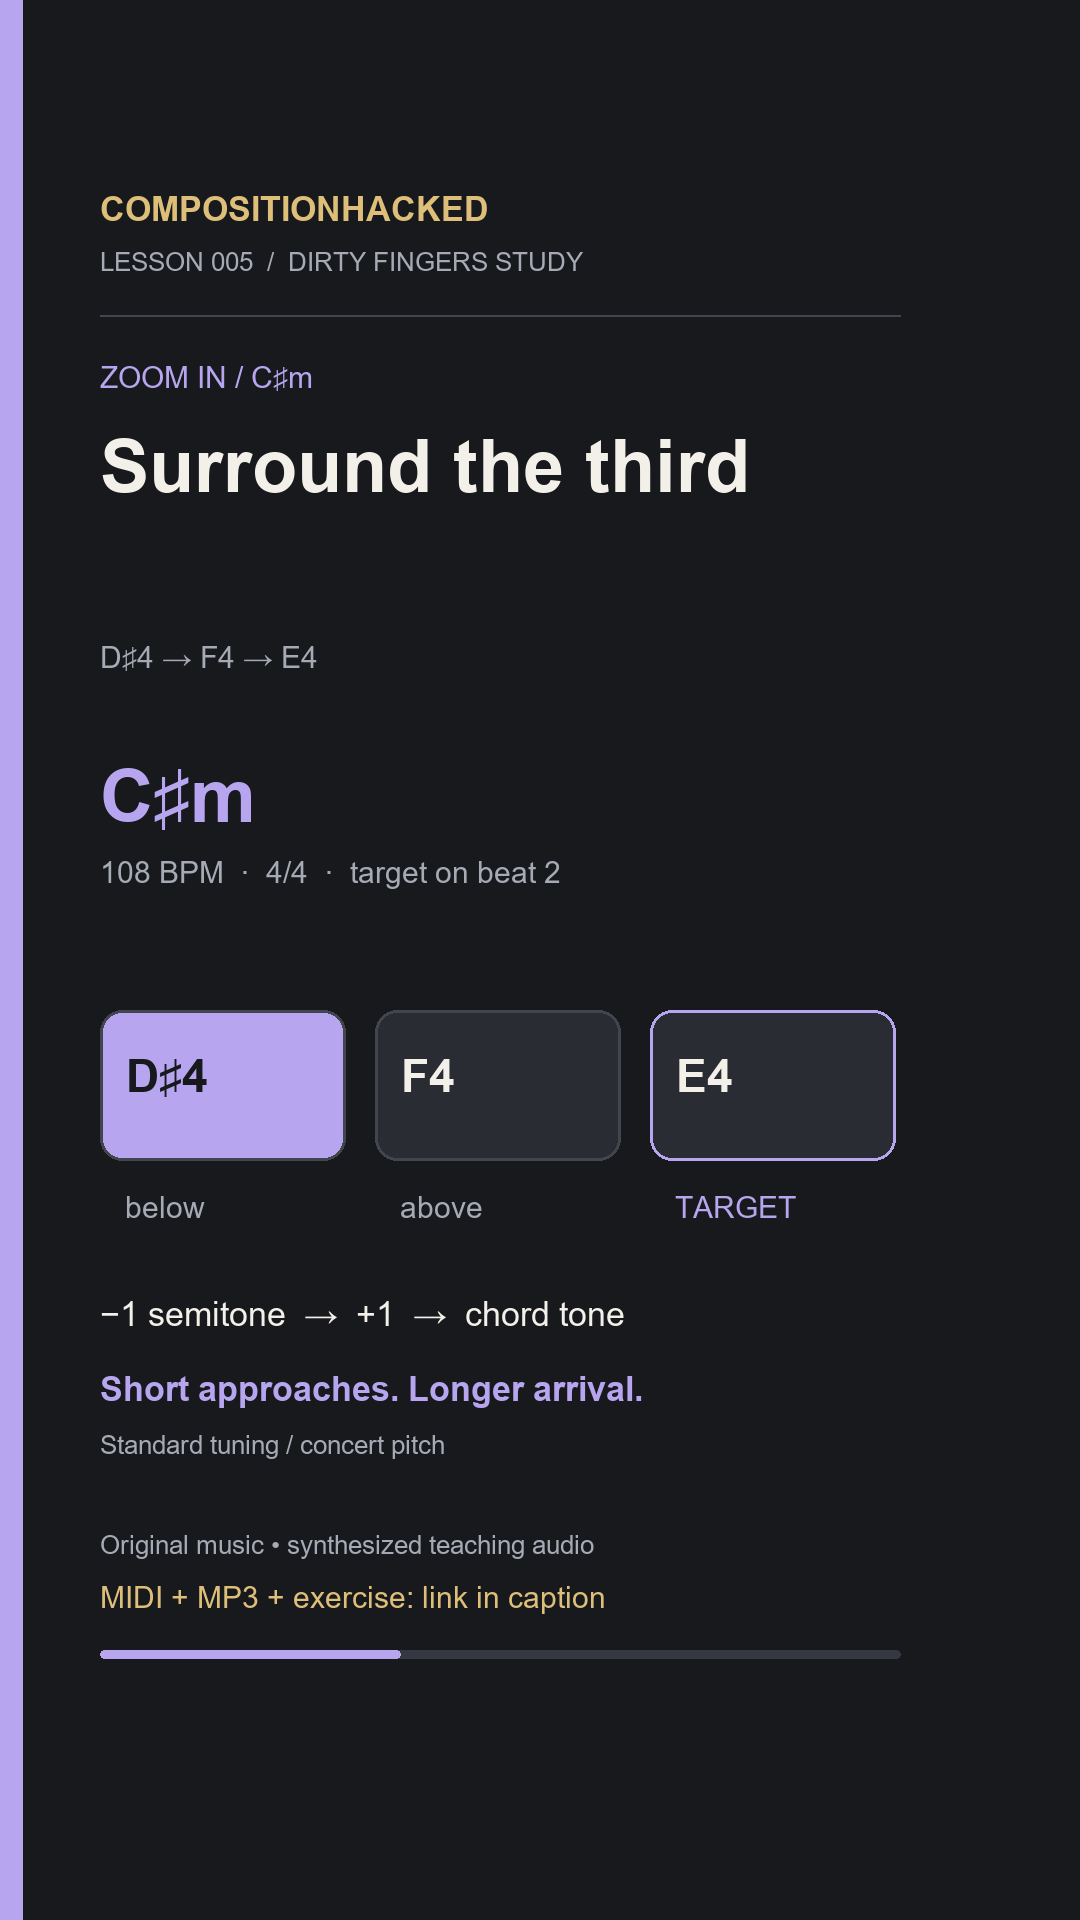 COMPOSITIONHACKED
LESSON 005 / DIRTY FINGERS STUDY
ZOOM IN / C♯m
Surround the third
D♯4 → F4 → E4
C♯m
108 BPM · 4/4 · target on beat 2
D♯4 F4 E4
below above TARGET
−1 semitone → +1 → chord tone
Short approaches. Longer arrival.
Standard tuning / concert pitch
Original music • synthesized teaching audio
MIDI + MP3 + exercise: link in caption